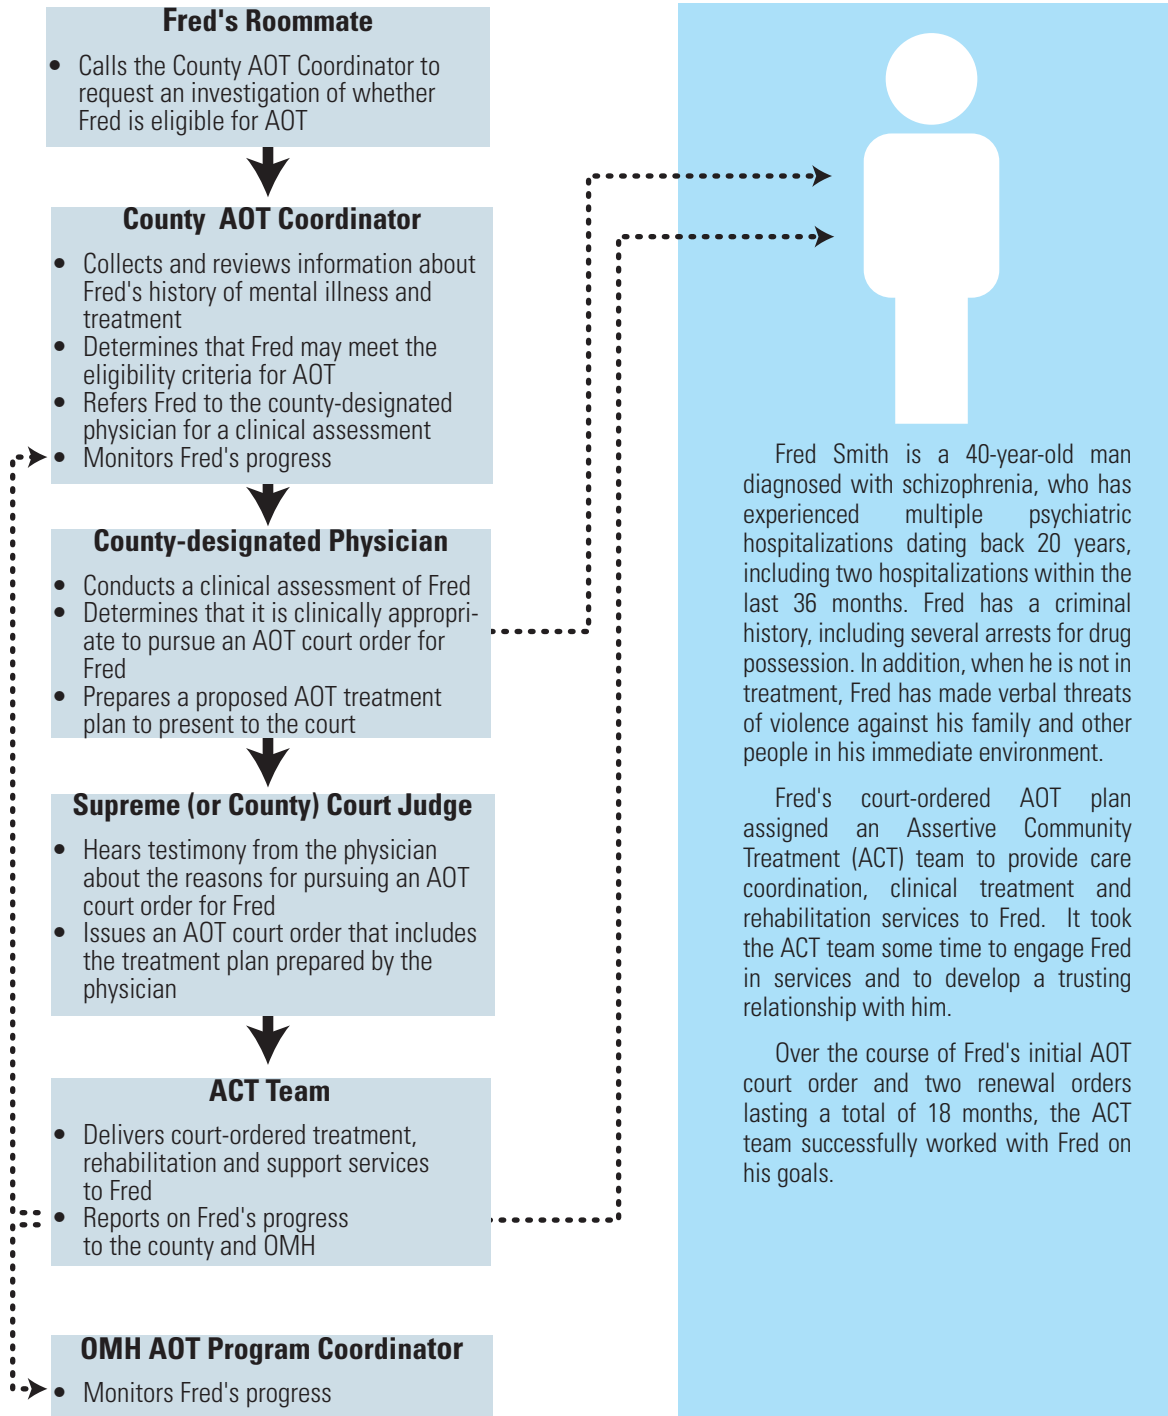 Fred's Roommate
• Calls the County AOT Coordinator to
request an investigation of whether
Fred is eligible for AOT
County AOT Coordinator
• Collects and reviews information about
Fred's history of mental illness and
treatment
• Determines that Fred may meet the
eligibility criteria for AOT
• Refers Fred to the county-designated
physician for a clinical assessment
• Monitors Fred's progress
County-designated Physician
• Conducts a clinical assessment of Fred
• Determines that it is clinically appropri-
ate to pursue an AOT court order for
Fred
• Prepares a proposed AOT treatment
plan to present to the court
Supreme (or County) Court Judge
• Hears testimony from the physician
about the reasons for pursuing an AOT
court order for Fred
• Issues an AOT court order that includes
the treatment plan prepared by the
physician
ACT Team
• Delivers court-ordered treatment,
rehabilitation and support services
to Fred
• Reports on Fred's progress
to the county and OMH
OMH AOT Program Coordinator
• Monitors Fred's progress
Fred Smith is a 40-year-old man
diagnosed with schizophrenia, who has
experienced multiple psychiatric
hospitalizations dating back 20 years,
including two hospitalizations within the
last 36 months. Fred has a criminal
history, including several arrests for drug
possession. In addition, when he is not in
treatment, Fred has made verbal threats
of violence against his family and other
people in his immediate environment.
Fred's court-ordered AOT plan
assigned an Assertive Community
Treatment (ACT) team to provide care
coordination, clinical treatment and
rehabilitation services to Fred. It took
the ACT team some time to engage Fred
in services and to develop a trusting
relationship with him.
Over the course of Fred's initial AOT
court order and two renewal orders
lasting a total of 18 months, the ACT
team successfully worked with Fred on
his goals.